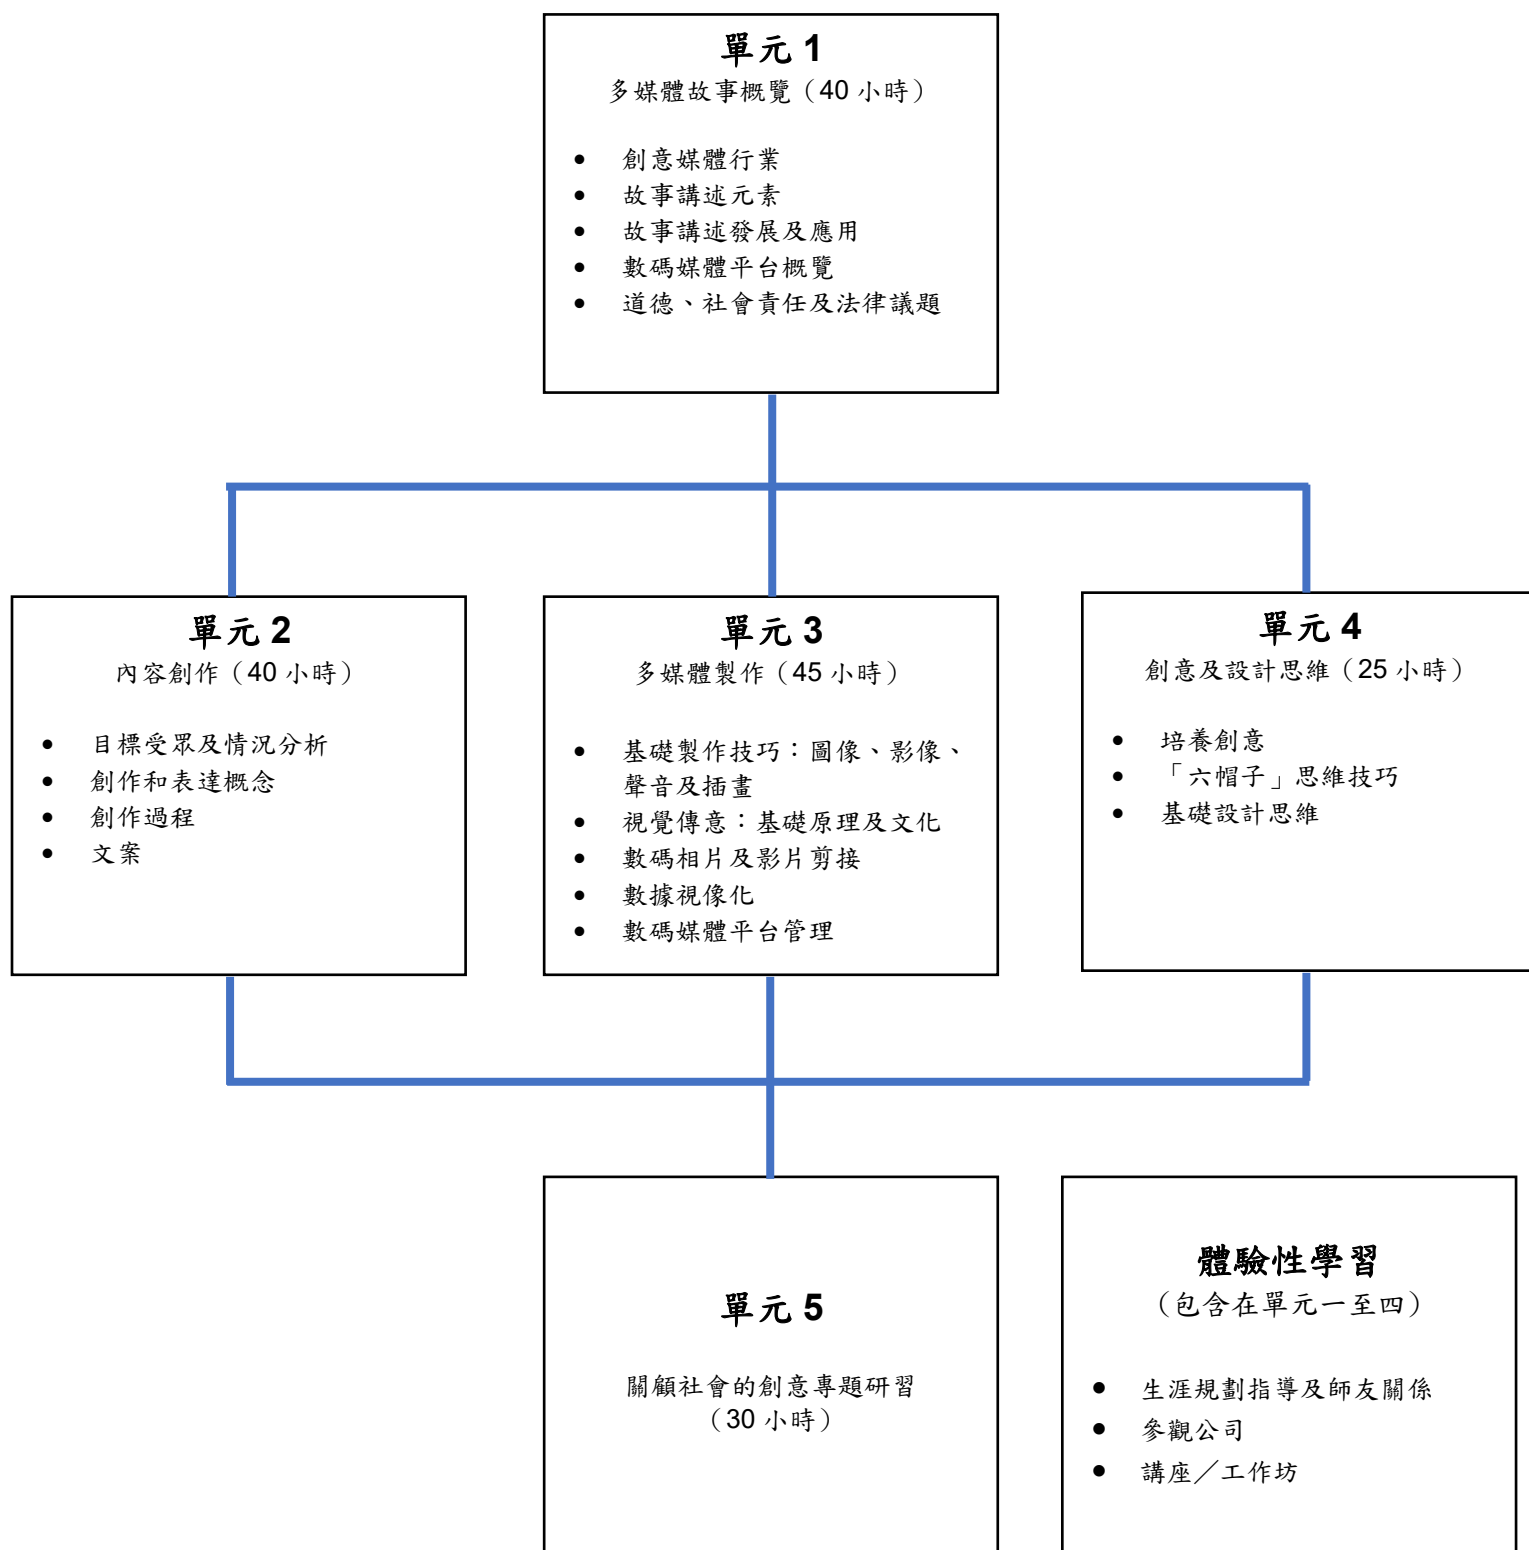 單元 1
多媒體故事概覽（40 小時）
• 創意媒體行業
• 故事講述元素
• 故事講述發展及應用
• 數碼媒體平台概覽
• 道德、社會責任及法律議題
單元 2
內容創作（40 小時）
• 目標受眾及情況分析
• 創作和表達概念
• 創作過程
• 文案
單元 3
多媒體製作（45 小時）
• 基礎製作技巧：圖像、影像、
聲音及插畫
• 視覺傳意：基礎原理及文化
• 數碼相片及影片剪接
• 數據視像化
• 數碼媒體平台管理
單元 4
創意及設計思維（25 小時）
• 培養創意
• 「六帽子」思維技巧
• 基礎設計思維
單元 5
關顧社會的創意專題研習
（30 小時）
體驗性學習
（包含在單元一至四）
• 生涯規劃指導及師友關係
• 參觀公司
• 講座／工作坊